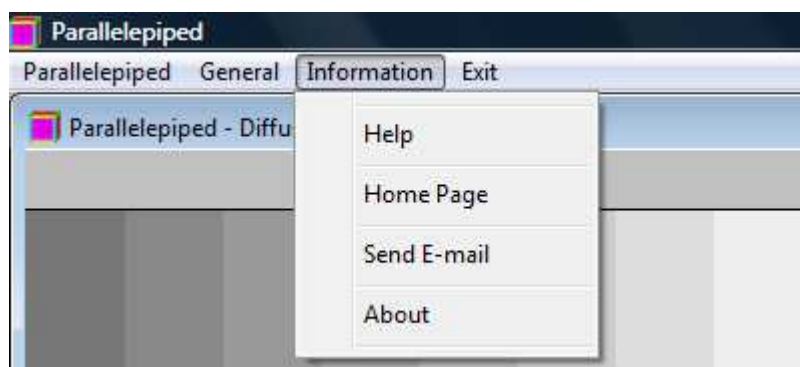 Parallelepiped
Parallelepiped General Information Exit
Parallelepiped - Diffu
Help
Home Page
Send E-mail
About